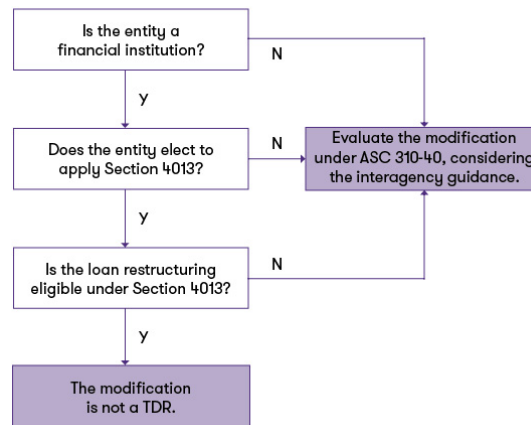 Is the entity a
financial institution?
N
Y
Does the entity elect to
apply Section 4013?
N
Evaluate the modification
under ASC 310-40, considering
the interagency guidance.
Y
Is the loan restructuring
eligible under Section 4013?
N
Y
The modification
is not a TDR.